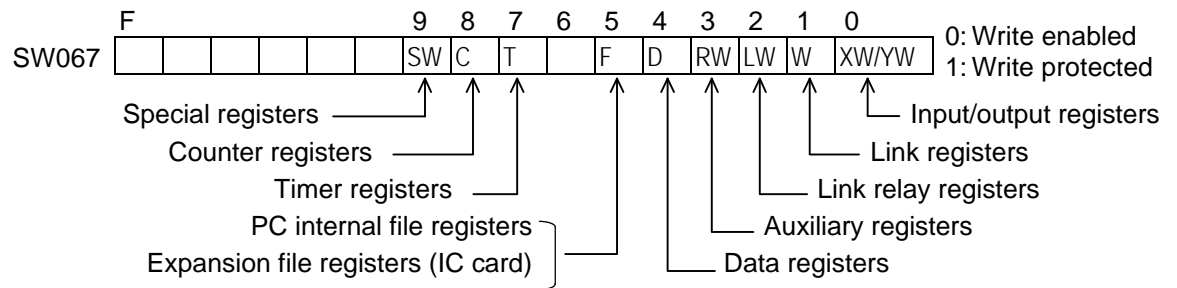 F 9 8 7 6 5 4 3 2 1 0
0: Write enabled
SW067 SW C T F D RW LW W XW/YW
1: Write protected
Special registers Input/output registers
Counter registers Link registers
Timer registers Link relay registers
PC internal file registers Auxiliary registers
Expansion file registers (IC card) Data registers